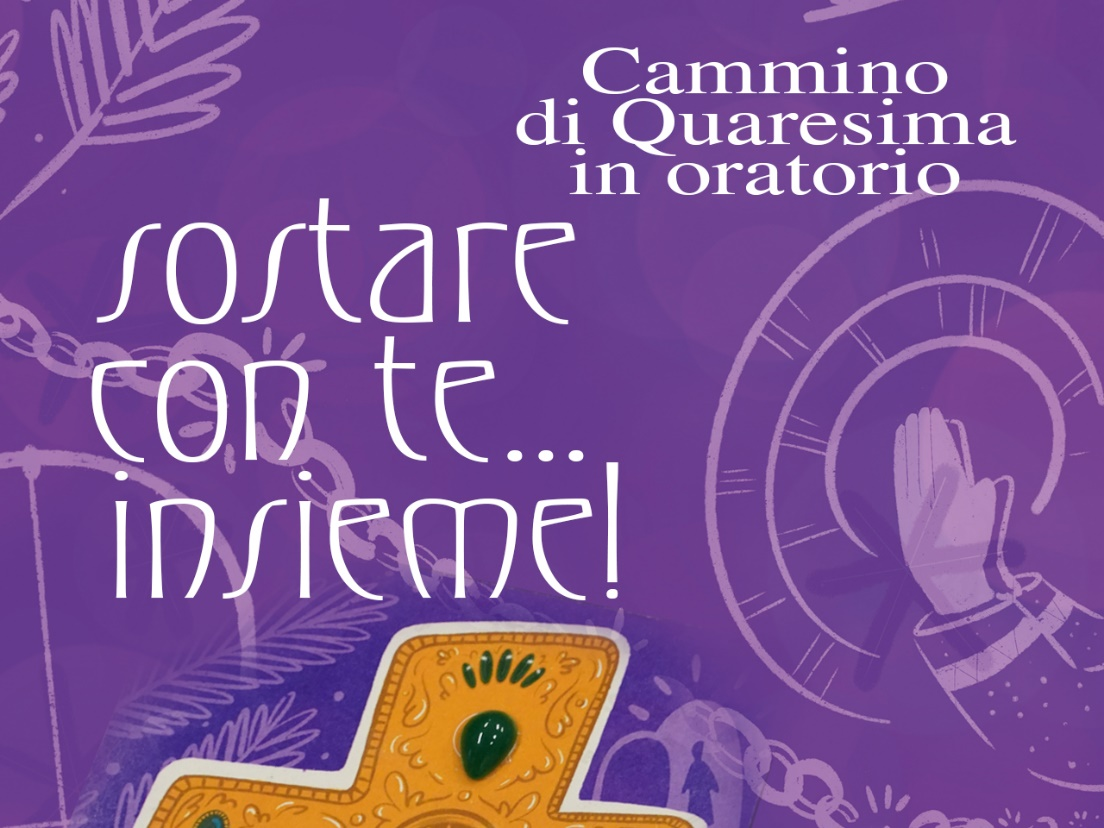 Cammino
di Quaresima
in oratorio
sostare
con te...
insieme!